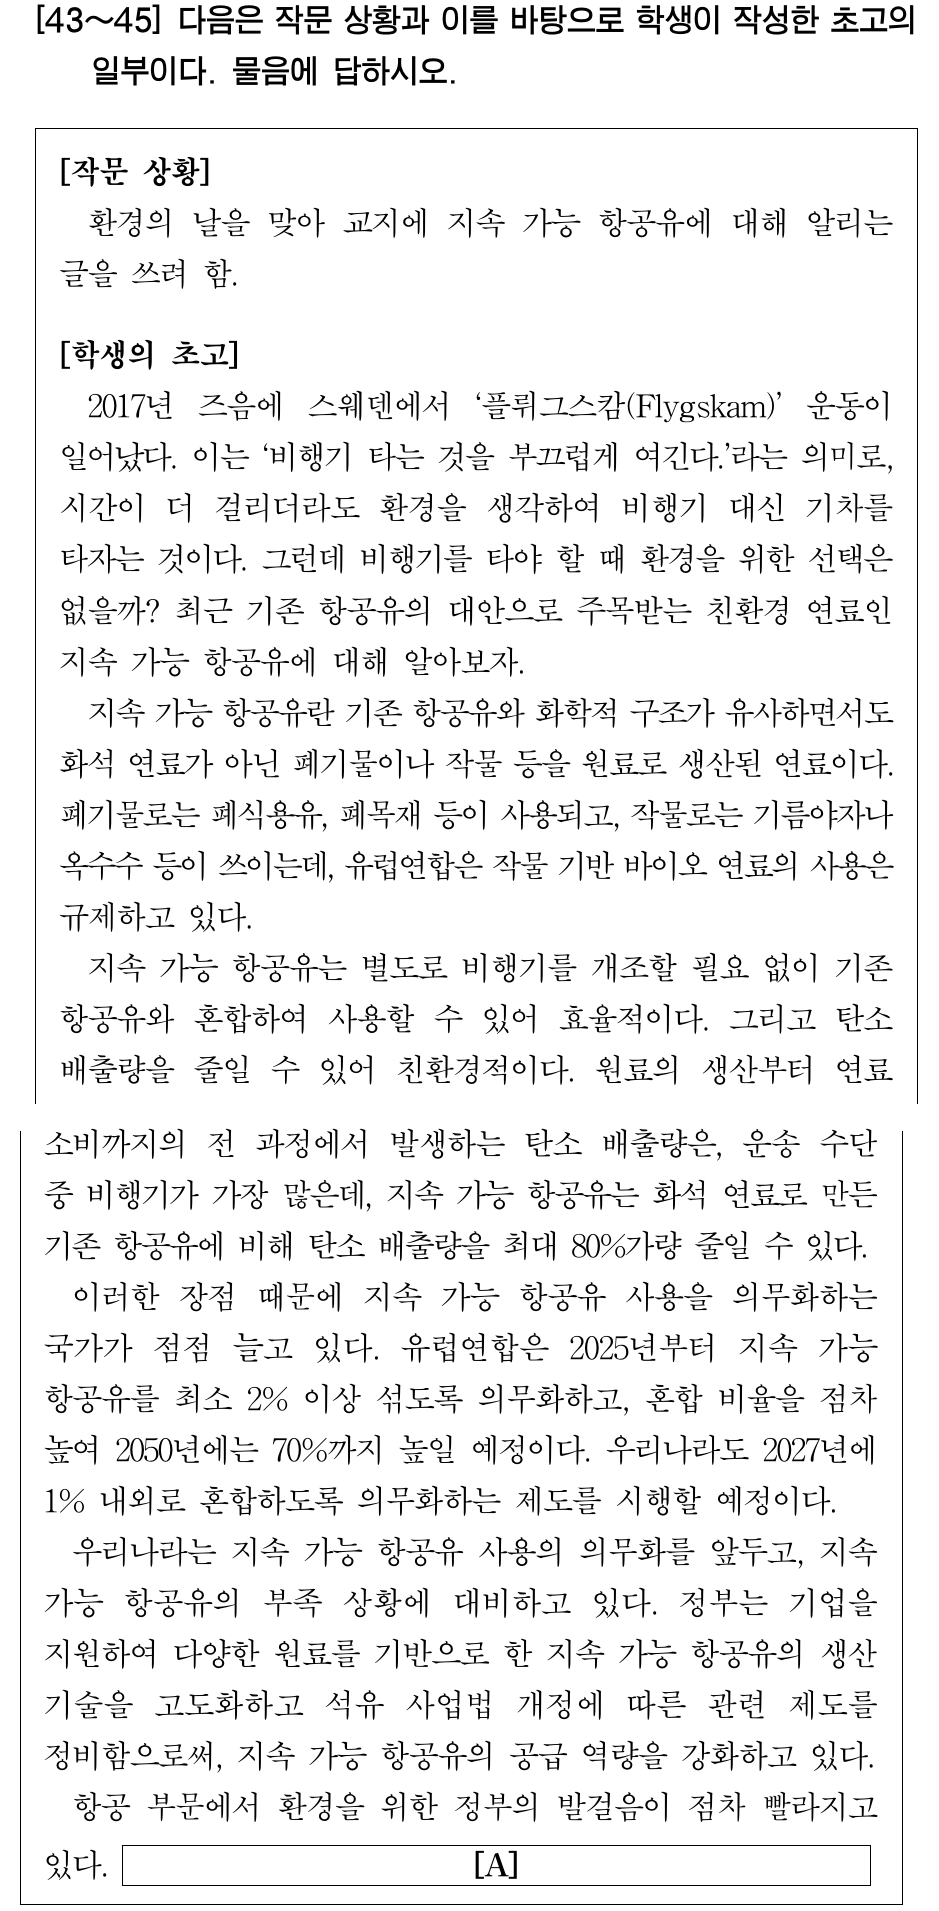 [43～45] 다음은 작문 상황과 이를 바탕으로 학생이 작성한 초고의
일부이다. 물음에 답하시오.
[작문 상황]
환경의 날을 맞아 교지에 지속 가능 항공유에 대해 알리는
글을 쓰려 함.
[학생의 초고]
2017년 즈음에 스웨덴에서 ‘플뤼그스캄(Flygskam)’ 운동이
일어났다. 이는 ‘비행기 타는 것을 부끄럽게 여긴다.’라는 의미로,
시간이 더 걸리더라도 환경을 생각하여 비행기 대신 기차를
타자는 것이다. 그런데 비행기를 타야 할 때 환경을 위한 선택은
없을까? 최근 기존 항공유의 대안으로 주목받는 친환경 연료인
지속 가능 항공유에 대해 알아보자.
지속 가능 항공유란 기존 항공유와 화학적 구조가 유사하면서도
화석 연료가 아닌 폐기물이나 작물 등을 원료로 생산된 연료이다.
폐기물로는 폐식용유, 폐목재 등이 사용되고, 작물로는 기름야자나
옥수수 등이 쓰이는데, 유럽연합은 작물 기반 바이오 연료의 사용은
규제하고 있다.
지속 가능 항공유는 별도로 비행기를 개조할 필요 없이 기존
항공유와 혼합하여 사용할 수 있어 효율적이다. 그리고 탄소
배출량을 줄일 수 있어 친환경적이다. 원료의 생산부터 연료
소비까지의 전 과정에서 발생하는 탄소 배출량은, 운송 수단
중 비행기가 가장 많은데, 지속 가능 항공유는 화석 연료로 만든
기존 항공유에 비해 탄소 배출량을 최대 80%가량 줄일 수 있다.
이러한 장점 때문에 지속 가능 항공유 사용을 의무화하는
국가가 점점 늘고 있다. 유럽연합은 2025년부터 지속 가능
항공유를 최소 2% 이상 섞도록 의무화하고, 혼합 비율을 점차
높여 2050년에는 70%까지 높일 예정이다. 우리나라도 2027년에
1% 내외로 혼합하도록 의무화하는 제도를 시행할 예정이다.
우리나라는 지속 가능 항공유 사용의 의무화를 앞두고, 지속
가능 항공유의 부족 상황에 대비하고 있다. 정부는 기업을
지원하여 다양한 원료를 기반으로 한 지속 가능 항공유의 생산
기술을 고도화하고 석유 사업법 개정에 따른 관련 제도를
정비함으로써, 지속 가능 항공유의 공급 역량을 강화하고 있다.
항공 부문에서 환경을 위한 정부의 발걸음이 점차 빨라지고
있다. [A]